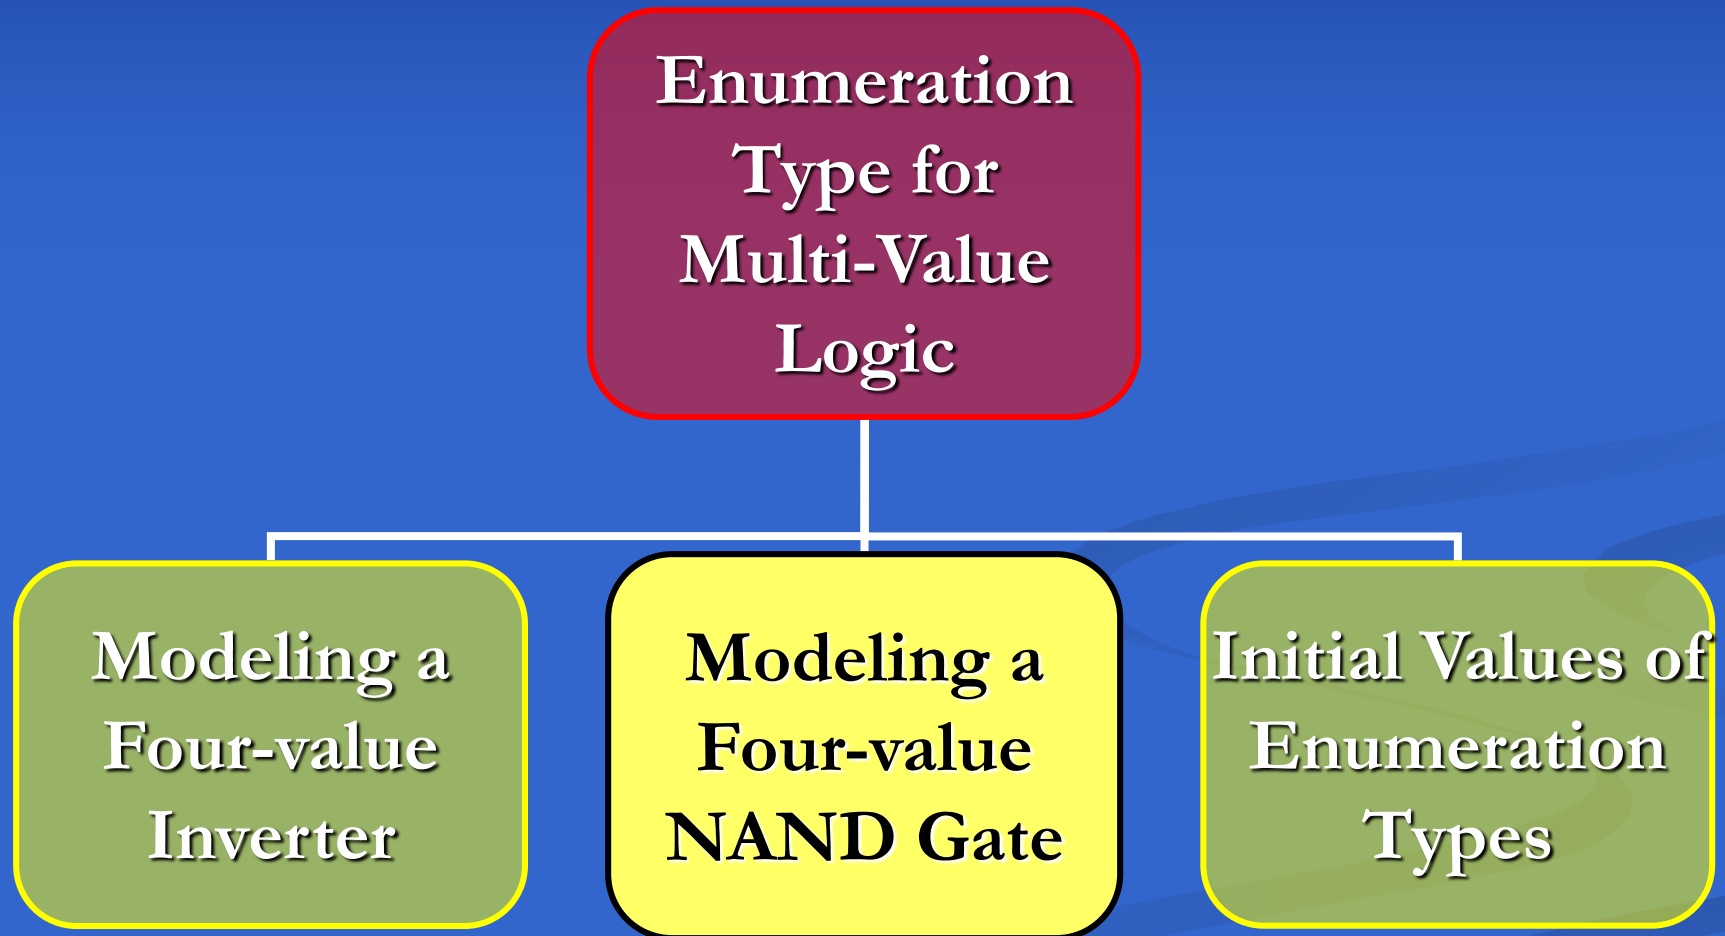 Enumeration
Type for
Multi-Value
Logic
Modeling a
Four-value
Inverter
Modeling a
Four-value
NAND Gate
Initial Values of
Enumeration
Types